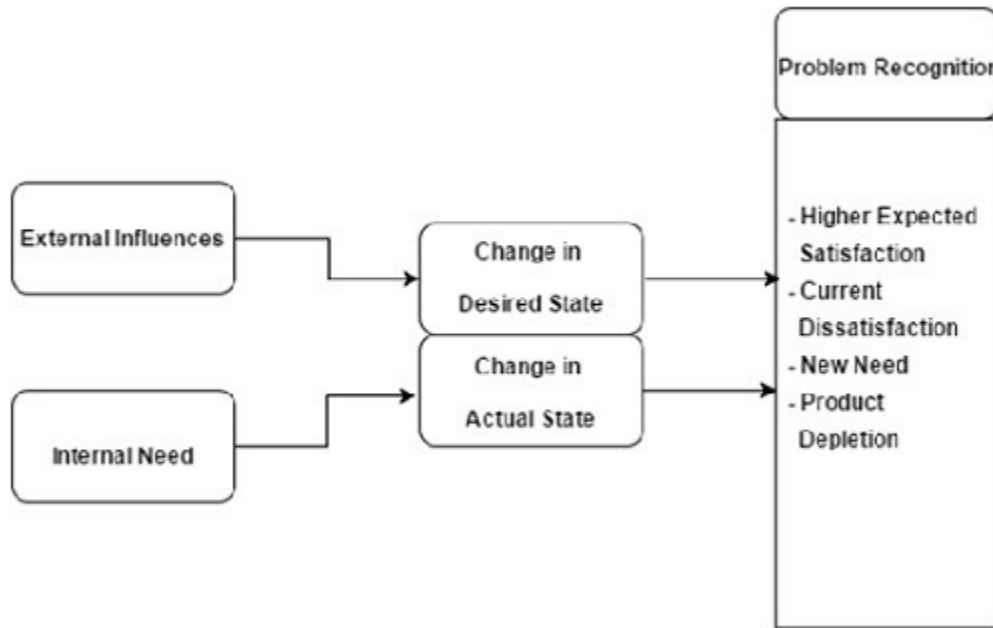 Problem Recognition
External Influences
Change in
Desired State
Change in
Actual State
Internal Need
- Higher Expected
Satisfaction
- Current
Dissatisfaction
- New Need
- Product
Depletion